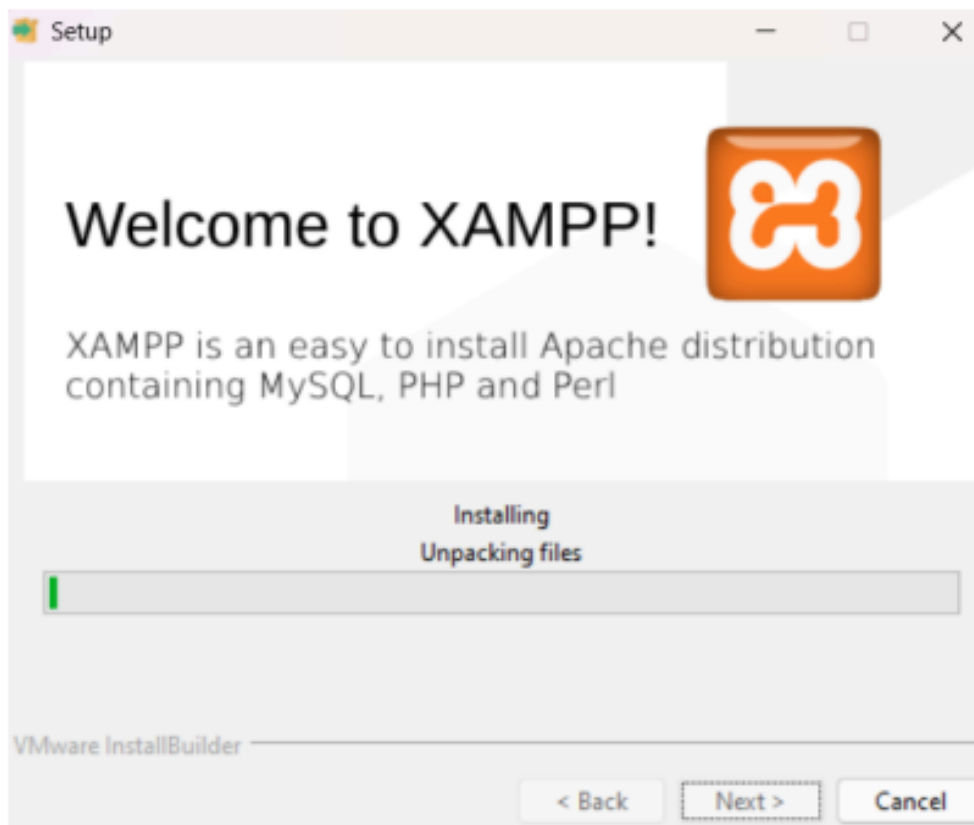 Setup
Welcome to XAMPP!
XAMPP is an easy to install Apache distribution
containing MySQL, PHP and Perl
Installing
Unpacking files
VMware InstallBuilder
< Back
Next >
Cancel